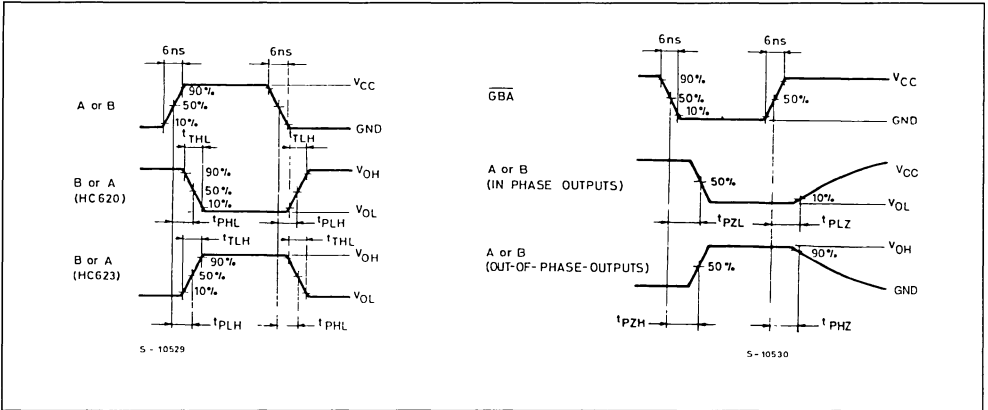 6ns
6ns
A or B
90%
50%
10%
VCC
GND
tTHL
tTLH
B or A
(HC620)
90%
50%
10%
VOH
VOL
tPHL
tPLH
tTLH
tTHL
B or A
(HC623)
90%
50%
10%
VOH
VOL
tPLH
tPHL
S - 10529
6ns
6ns
GBA
90%
50%
10%
50%
VCC
GND
A or B
(IN PHASE OUTPUTS)
50%
10%
VCC
VOL
tPZL
tPLZ
A or B
(OUT-OF-PHASE-OUTPUTS)
50%
90%
VOH
GND
tPZH
tPHZ
S - 10530